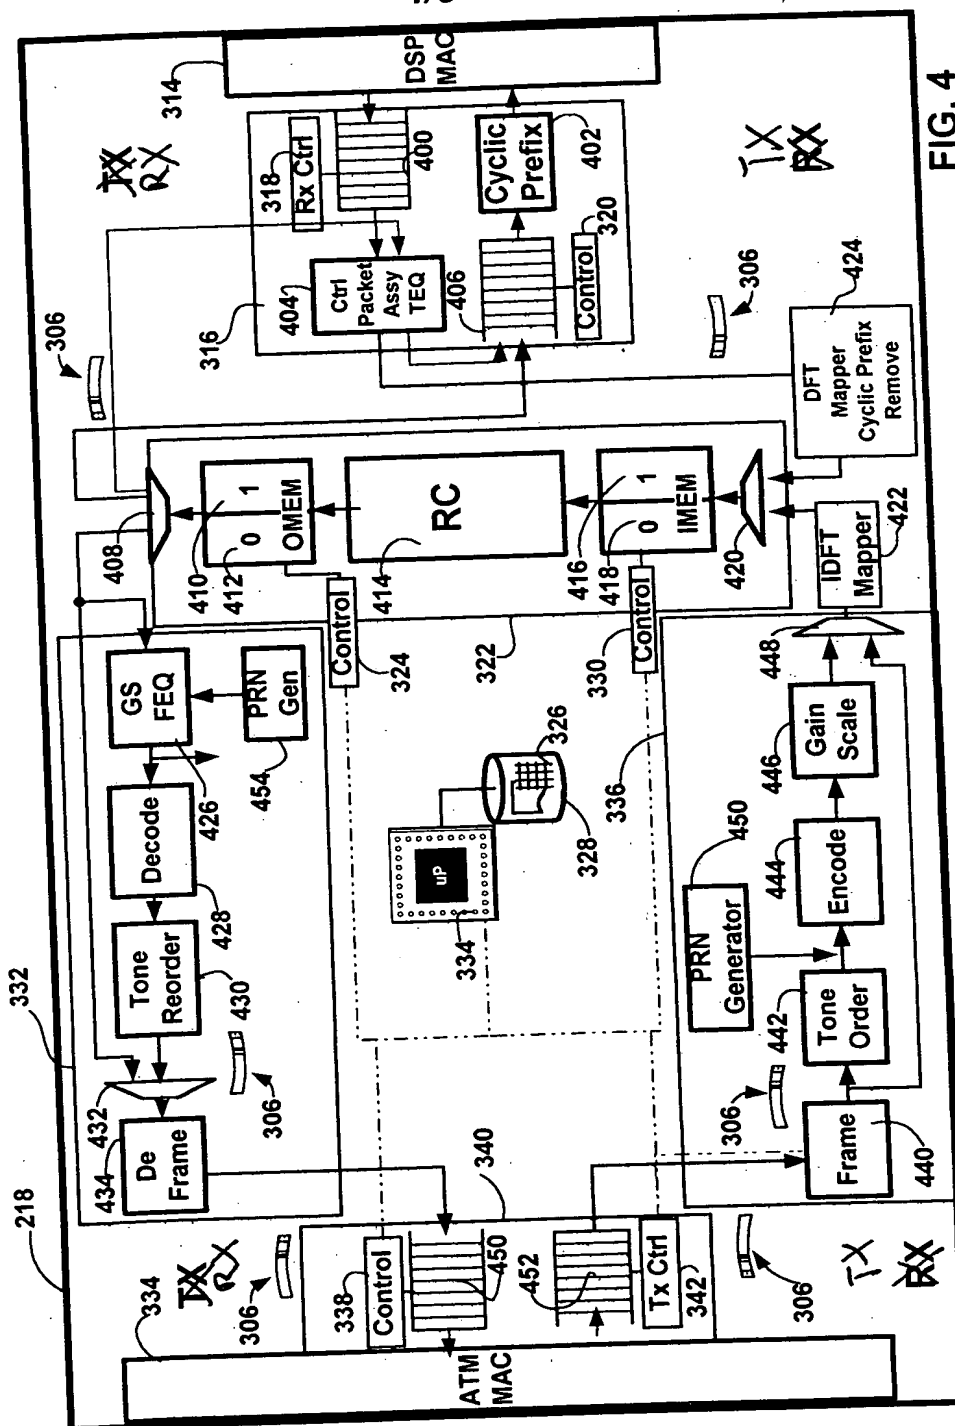 218
334
ATM
MAC
338
Control
450
306
TX
RX
340
452
Tx Ctrl
342
306
TX
RX
332
434
De
Frame
432
306
Tone
Reorder
430
Decode
428
GS
FEQ
426
PRN
Gen
454
uP
334
326
328
336
Frame
440
306
442
Tone
Order
450
PRN
Generator
444
Encode
446
Gain
Scale
448
IDFT
Mapper
422
DFT
Mapper
Cyclic Prefix
Remove
424
Control
324
322
330
Control
408
410
412
0
1
OMEM
414
RC
416
418
0
1
IMEM
420
306
316
404
Ctrl
Packet
Assy
TEQ
406
318
Rx Ctrl
400
Cyclic
Prefix
402
320
Control
306
314
DSP
MAC
TX
RX
TX
RX
FIG. 4